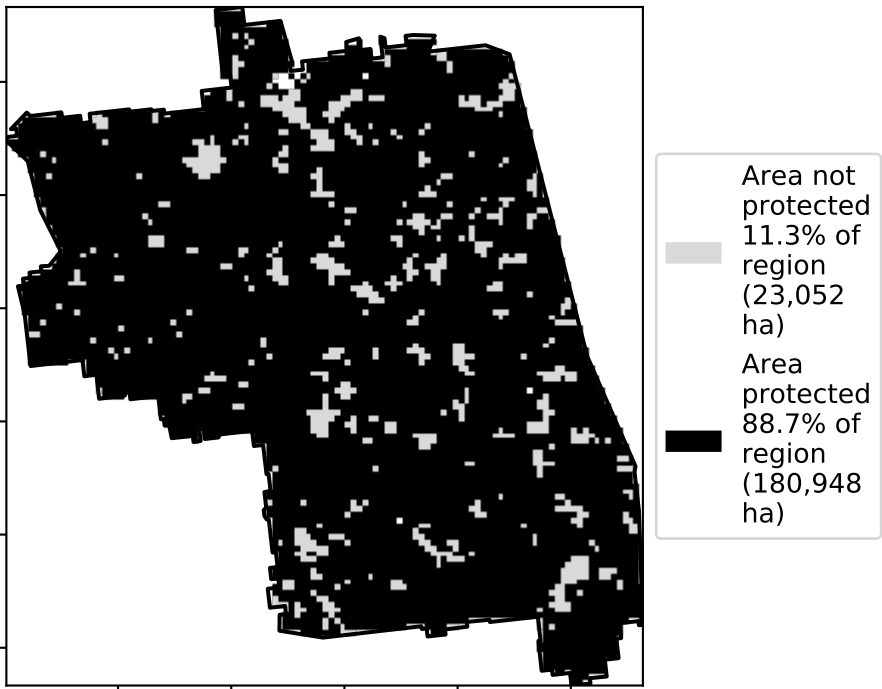 Area not
protected
11.3% of
region
(23,052
ha)
Area
protected
88.7% of
region
(180,948
ha)